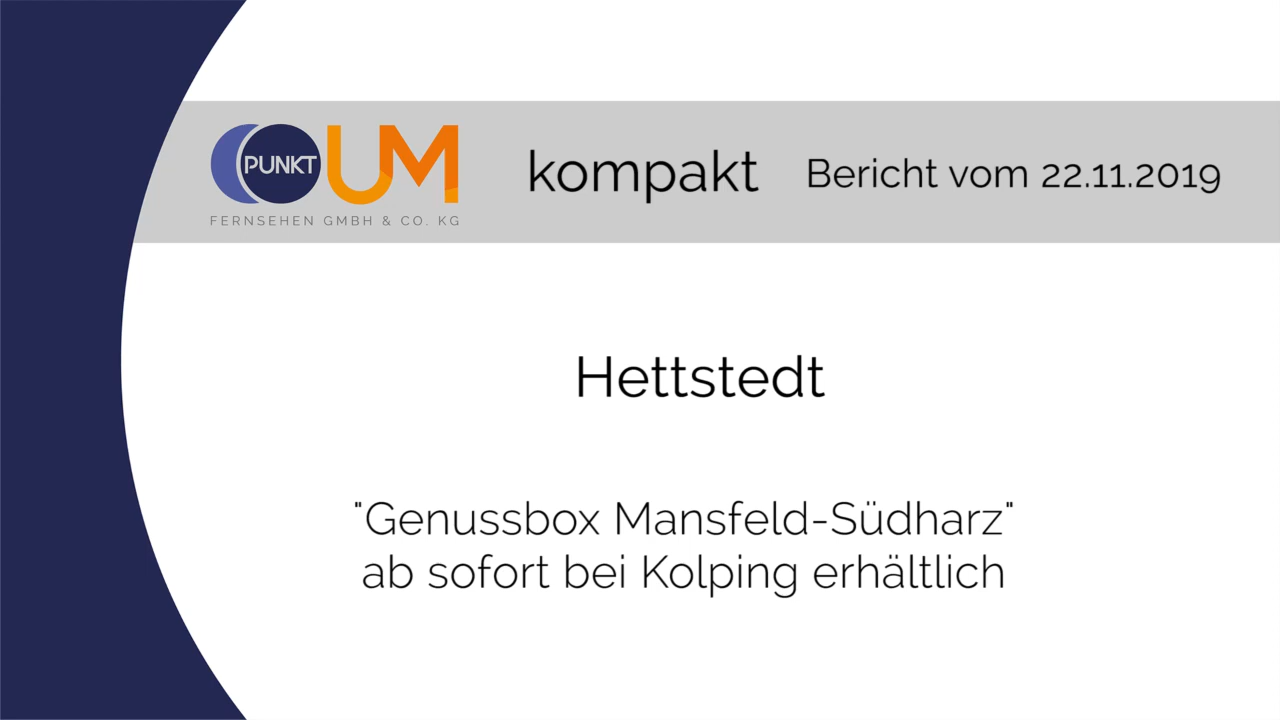 PUNKT UM
FERNSEHEN GMBH & CO. KG
kompakt
Bericht vom 22.11.2019
Hettstedt
"Genussbox Mansfeld-Südharz"
ab sofort bei Kolping erhältlich